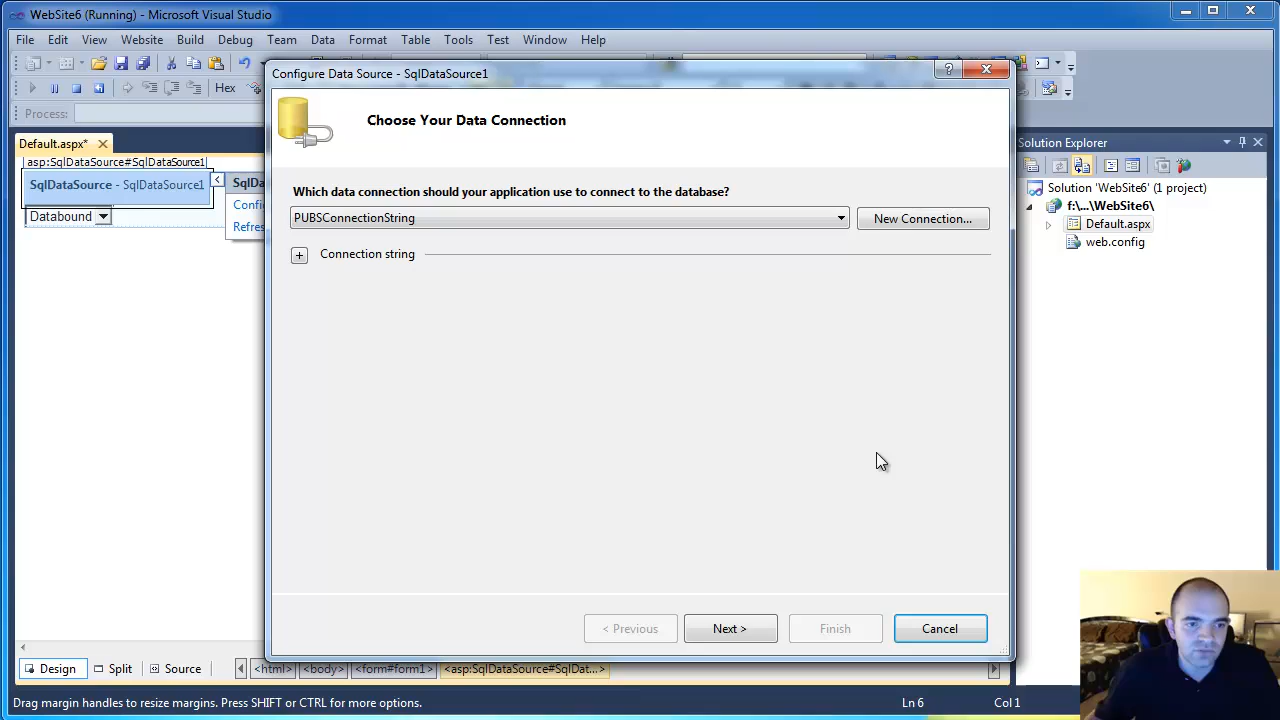 WebSite6 (Running) - Microsoft Visual Studio
File Edit View Website Build Debug Team Data Format Table Tools Test Window Help
Configure Data Source - SqlDataSource1
Hex
Process:
Choose Your Data Connection
Default.aspx*
asp:SqlDataSource#SqlDataSource1
SqlDataSource - SqlDataSource1
SqlDa
Confi
Refres
Databound
Which data connection should your application use to connect to the database?
PUBSConnectionString
New Connection...
Connection string
Solution Explorer
Solution 'WebSite6' (1 project)
f:\...\WebSite6\
Default.aspx
web.config
< Previous Next > Finish Cancel
Design Split Source <html> <body> <form#form1> <asp:SqlDataSource#SqlDat...>
Drag margin handles to resize margins. Press SHIFT or CTRL for more options. Ln 6 Col 1